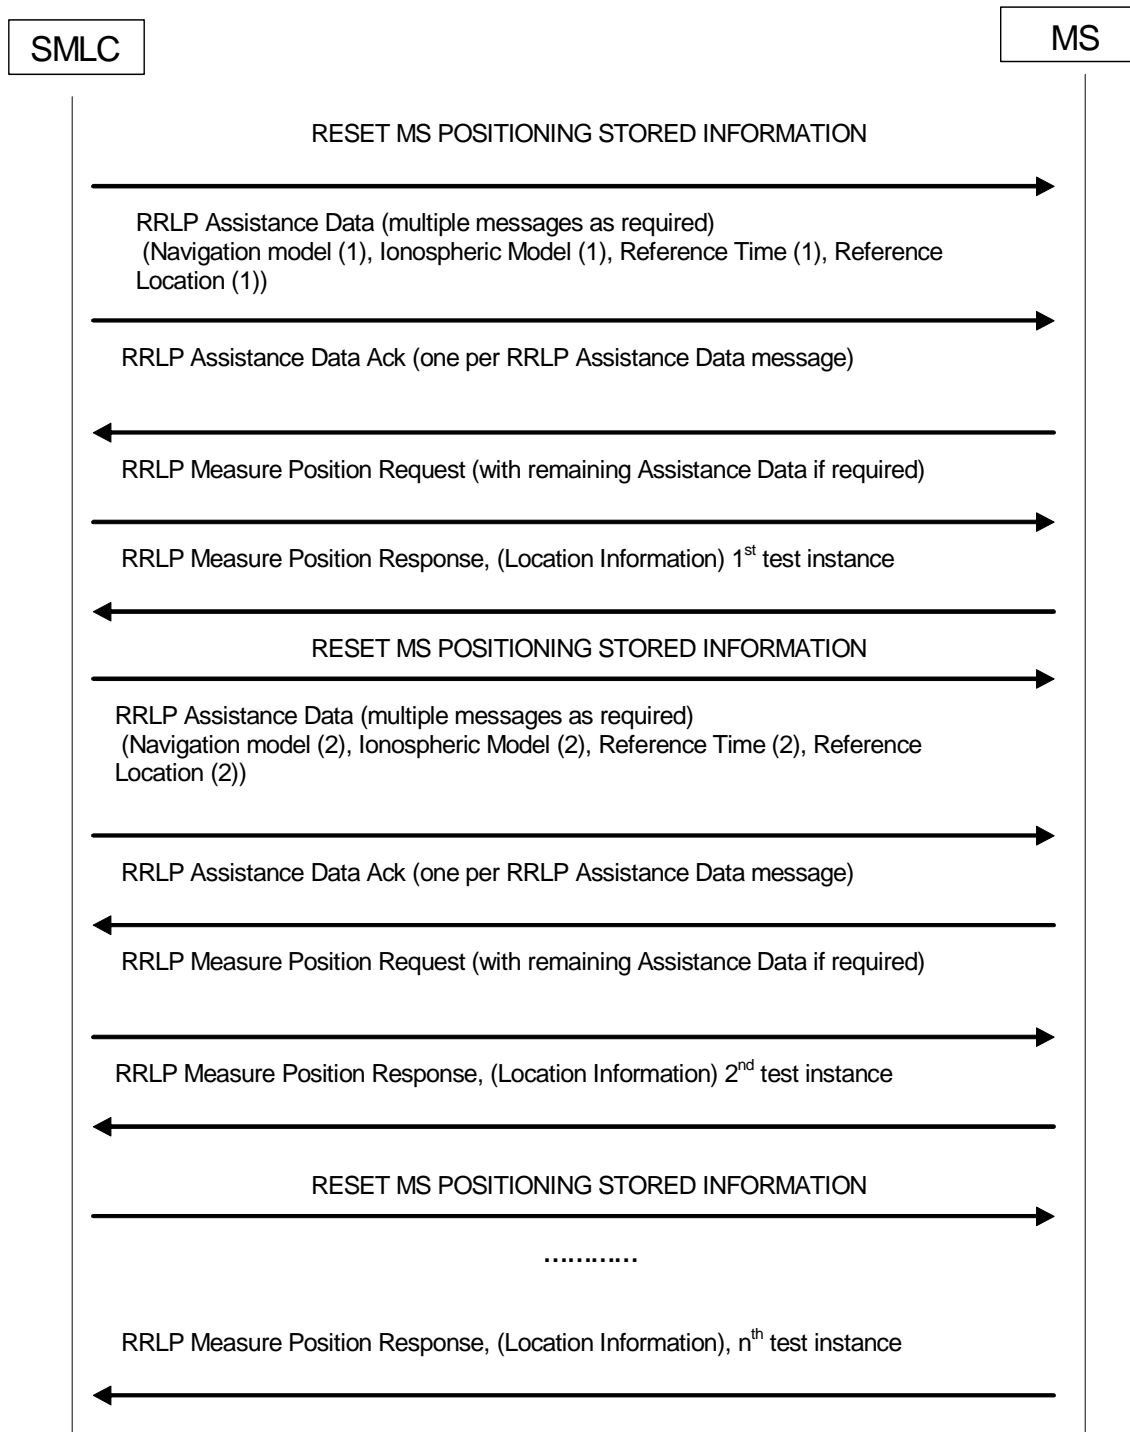 SMLC
MS
RESET MS POSITIONING STORED INFORMATION
RRLP Assistance Data (multiple messages as required)
(Navigation model (1), Ionospheric Model (1), Reference Time (1), Reference
Location (1))
RRLP Assistance Data Ack (one per RRLP Assistance Data message)
RRLP Measure Position Request (with remaining Assistance Data if required)
RRLP Measure Position Response, (Location Information) 1st test instance
RESET MS POSITIONING STORED INFORMATION
RRLP Assistance Data (multiple messages as required)
(Navigation model (2), Ionospheric Model (2), Reference Time (2), Reference
Location (2))
RRLP Assistance Data Ack (one per RRLP Assistance Data message)
RRLP Measure Position Request (with remaining Assistance Data if required)
RRLP Measure Position Response, (Location Information) 2nd test instance
RESET MS POSITIONING STORED INFORMATION
…………
RRLP Measure Position Response, (Location Information), nth test instance